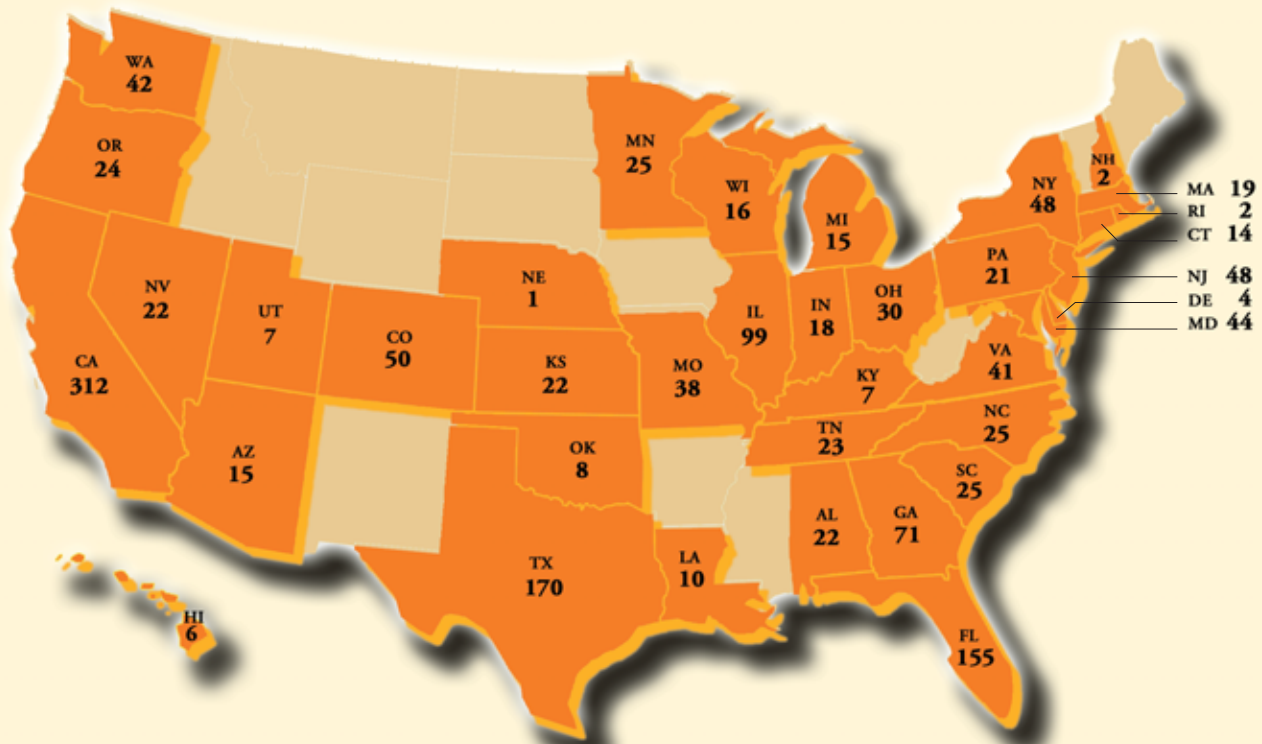 WA
42
OR
24
CA
312
NV
22
UT
7
AZ
15
CO
50
NE
1
KS
22
OK
8
TX
170
MN
25
WI
16
MI
15
IL
99
IN
18
OH
30
MO
38
KY
7
TN
23
LA
10
AL
22
GA
71
FL
155
SC
25
NC
25
VA
41
PA
21
NY
48
NH
2
MA 19
RI 2
CT 14
NJ 48
DE 4
MD 44
HI
6